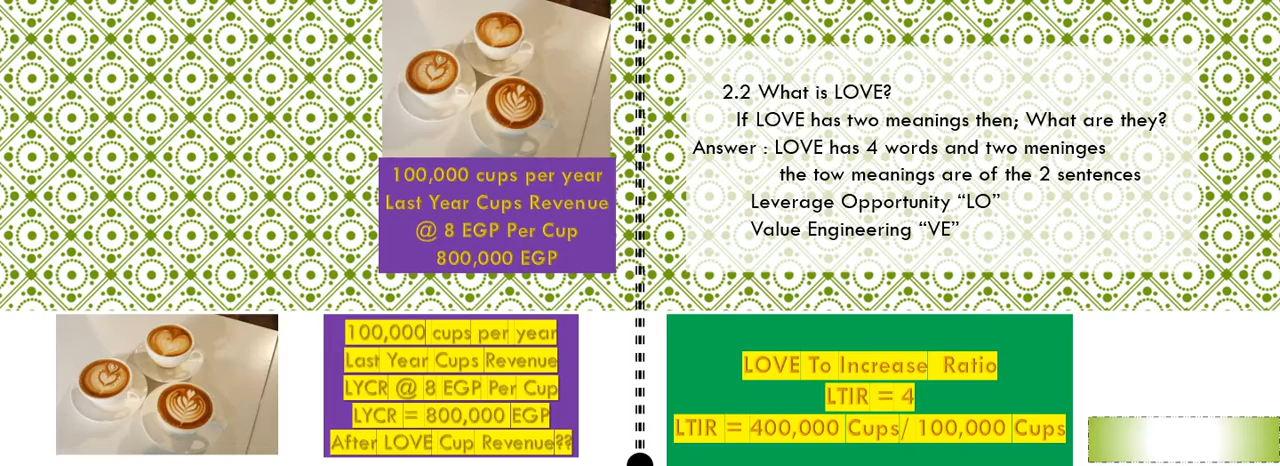 100,000 cups per year
Last Year Cups Revenue
@ 8 EGP Per Cup
800,000 EGP
2.2 What is LOVE?
If LOVE has two meanings then; What are they?
Answer : LOVE has 4 words and two meninges
the tow meanings are of the 2 sentences
Leverage Opportunity “LO”
Value Engineering “VE”
100,000 cups per year
Last Year Cups Revenue
LYCR @ 8 EGP Per Cup
LYCR = 800,000 EGP
After LOVE Cup Revenue??
LOVE To Increase Ratio
LTIR = 4
LTIR = 400,000 Cups/ 100,000 Cups